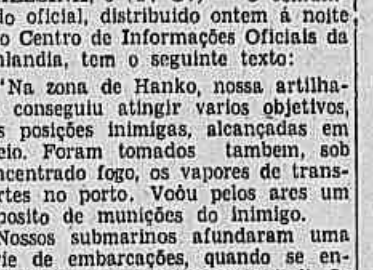 do oficial, distribuido ontem á noite
o Centro de Informações Oficiais da
nlandia, tem o seguinte texto:
"Na zona de Hanko, nossa artilha-
conseguiu atingir varios objetivos,
s posições inimigas, alcançadas em
eio. Foram tomados tambem, sob
ncentrado fogo, os vapores de trans-
rtes no porto. Voôu pelos ares um
posito de munições do inimigo.
Nossos submarinos afundaram uma
rie de embarcações, quando se en-